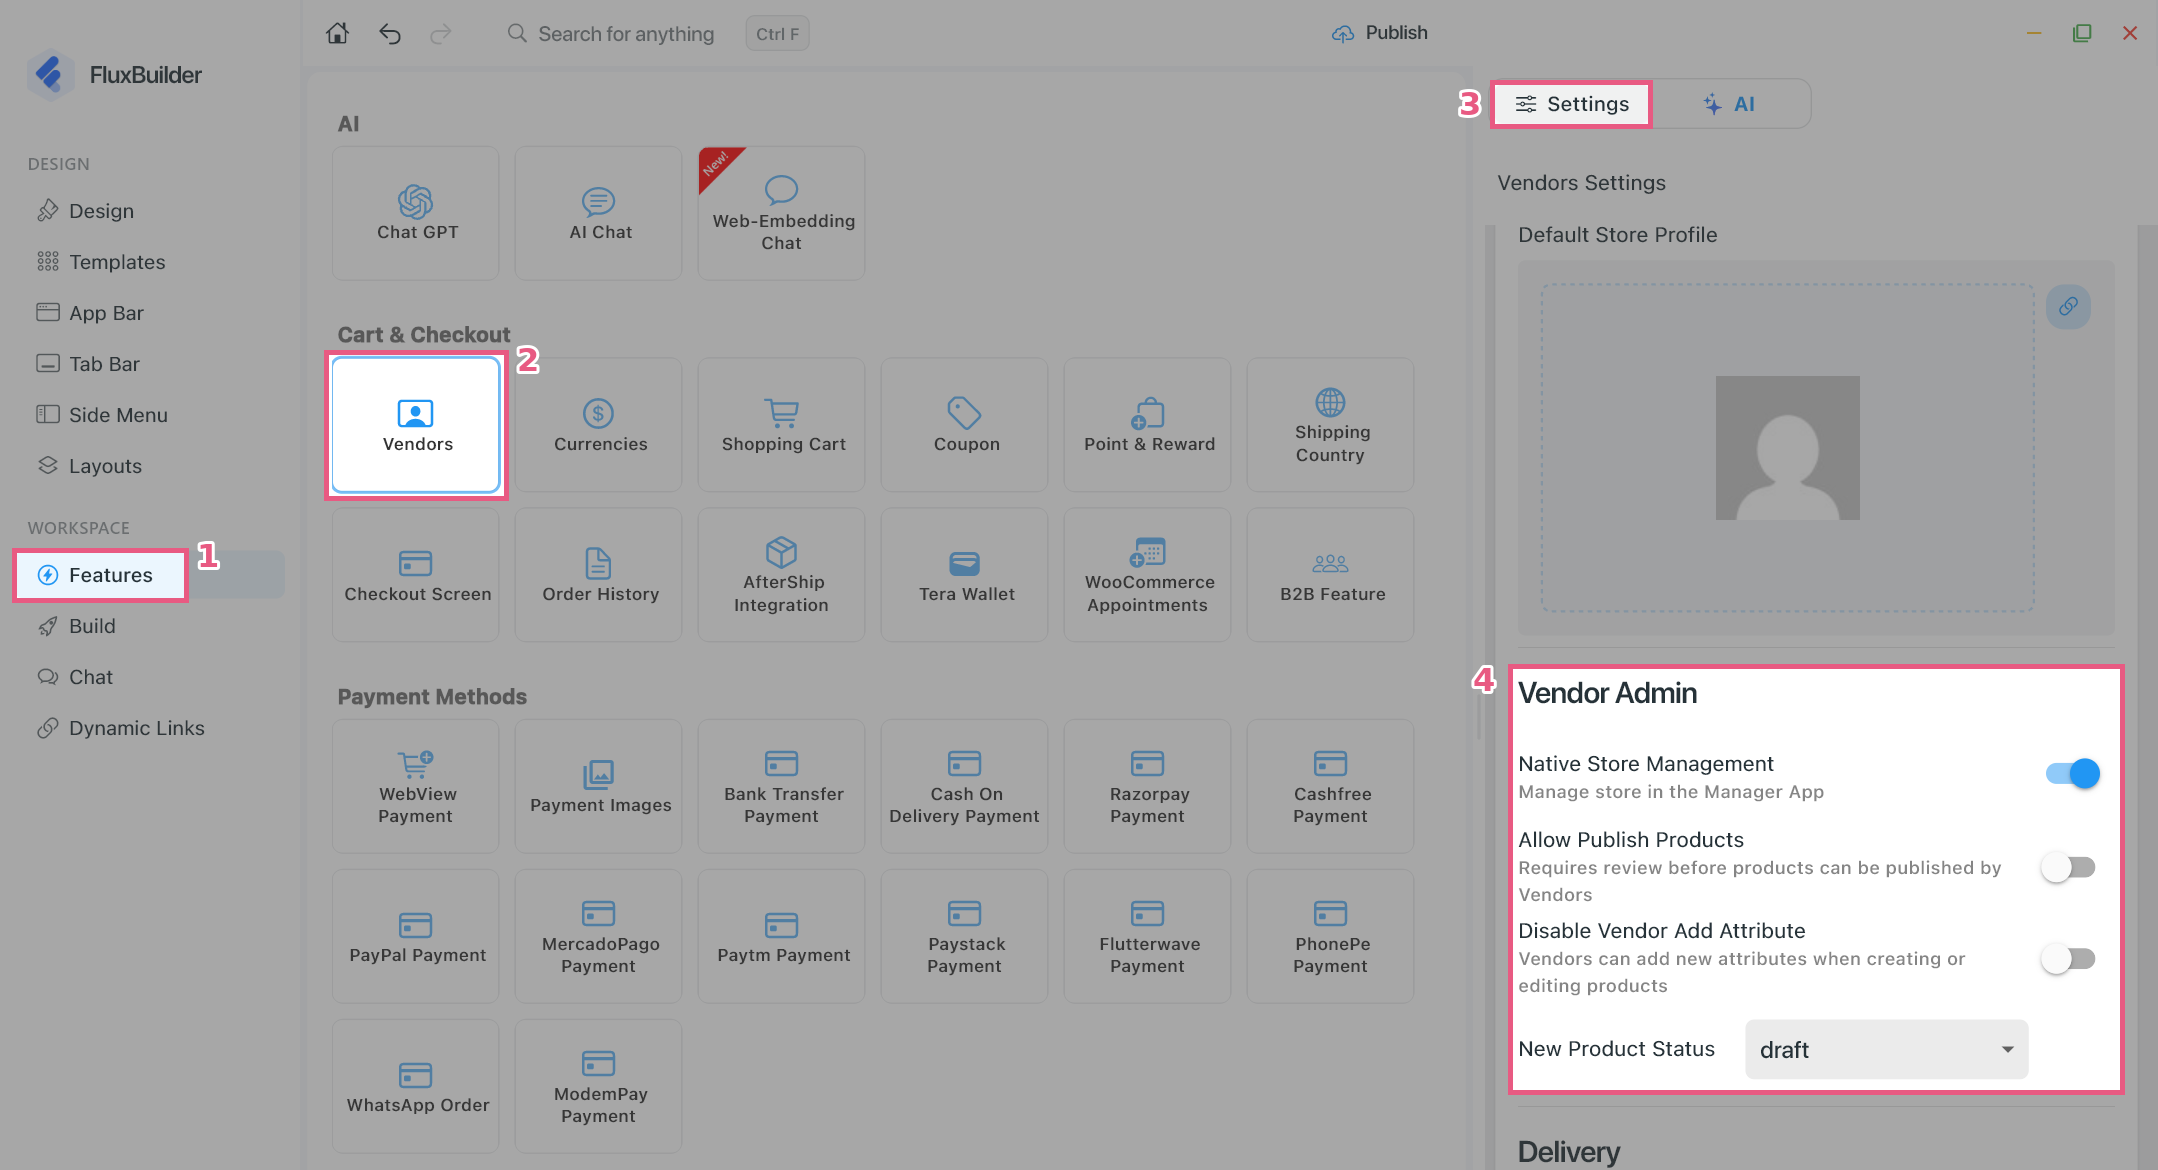 FluxBuilder
Search for anything
Ctrl F
Publish
DESIGN
Design
Templates
App Bar
Tab Bar
Side Menu
Layouts
WORKSPACE
1
Features
Build
Chat
Dynamic Links
AI
Chat GPT
AI Chat
New!
Web-Embedding
Chat
Cart & Checkout
2
Vendors
Currencies
Shopping Cart
Coupon
Point & Reward
Shipping
Country
Checkout Screen
Order History
AfterShip
Integration
Tera Wallet
WooCommerce
Appointments
B2B Feature
Payment Methods
WebView
Payment
Payment Images
Bank Transfer
Payment
Cash On
Delivery Payment
Razorpay
Payment
Cashfree
Payment
PayPal Payment
MercadoPago
Payment
Paytm Payment
Paystack
Payment
Flutterwave
Payment
PhonePe
Payment
WhatsApp Order
ModemPay
Payment
3
Settings
AI
Vendors Settings
Default Store Profile
4
Vendor Admin
Native Store Management
Manage store in the Manager App
Allow Publish Products
Requires review before products can be published by
Vendors
Disable Vendor Add Attribute
Vendors can add new attributes when creating or
editing products
New Product Status
draft
Delivery